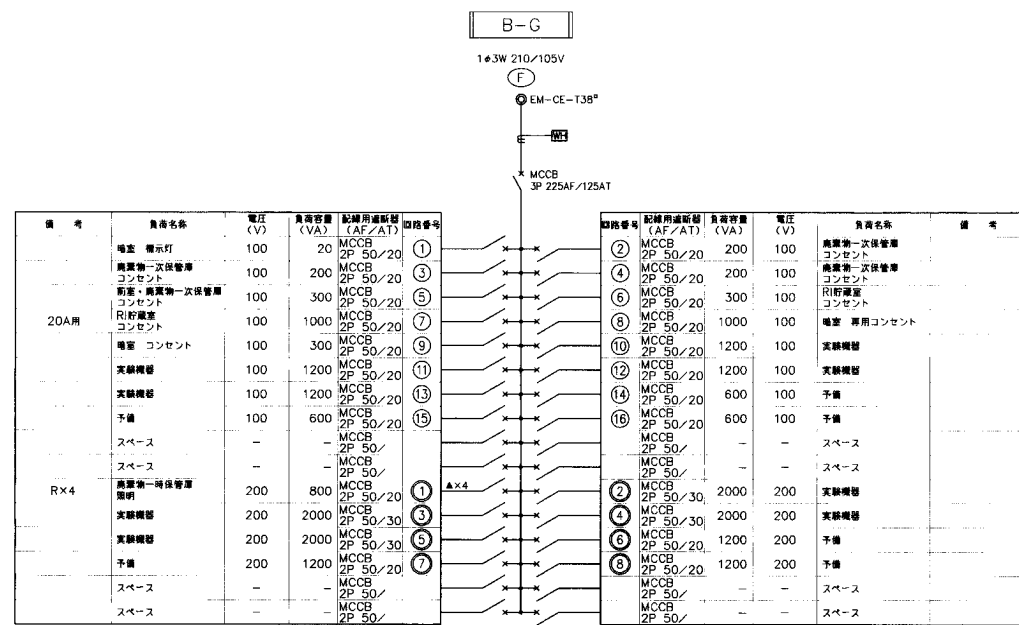 B-G
1φ3W 210/105V
F
EM-CE-T38□
WH
MCCB
3P 225AF/125AT
備 考 負荷名称 電圧(V) 負荷容量(VA) 配線用遮断器(AF/AT) 回路番号
暗室 標示灯 100 20 MCCB 2P 50/20 ①
廃棄物一次保管庫 コンセント 100 200 MCCB 2P 50/20 ③
前室・廃棄物一次保管庫 コンセント 100 300 MCCB 2P 50/20 ⑤
20A用 RI貯蔵室 コンセント 100 1000 MCCB 2P 50/20 ⑦
暗室 コンセント 100 300 MCCB 2P 50/20 ⑨
実験機器 100 1200 MCCB 2P 50/20 ⑪
実験機器 100 1200 MCCB 2P 50/20 ⑬
予備 100 600 MCCB 2P 50/20 ⑮
スペース - - MCCB 2P 50/
スペース - - MCCB 2P 50/
R×4 廃棄物一時保管庫 照明 200 800 MCCB 2P 50/20 ① ▲×4
実験機器 200 2000 MCCB 2P 50/30 ③
実験機器 200 2000 MCCB 2P 50/30 ⑤
予備 200 1200 MCCB 2P 50/20 ⑦
スペース - - MCCB 2P 50/
スペース - - MCCB 2P 50/
回路番号 配線用遮断器(AF/AT) 負荷容量(VA) 電圧(V) 負荷名称 備 考
② MCCB 2P 50/20 200 100 廃棄物一次保管庫 コンセント
④ MCCB 2P 50/20 200 100 廃棄物一次保管庫 コンセント
⑥ MCCB 2P 50/20 300 100 RI貯蔵室 コンセント
⑧ MCCB 2P 50/20 1000 100 暗室 専用コンセント
⑩ MCCB 2P 50/20 1200 100 実験機器
⑫ MCCB 2P 50/20 1200 100 実験機器
⑭ MCCB 2P 50/20 600 100 予備
⑯ MCCB 2P 50/20 600 100 予備
MCCB 2P 50/ - - スペース
MCCB 2P 50/ - - スペース
② MCCB 2P 50/30 2000 200 実験機器
④ MCCB 2P 50/30 2000 200 実験機器
⑥ MCCB 2P 50/20 1200 200 予備
⑧ MCCB 2P 50/20 1200 200 予備
MCCB 2P 50/ - - スペース
MCCB 2P 50/ - - スペース